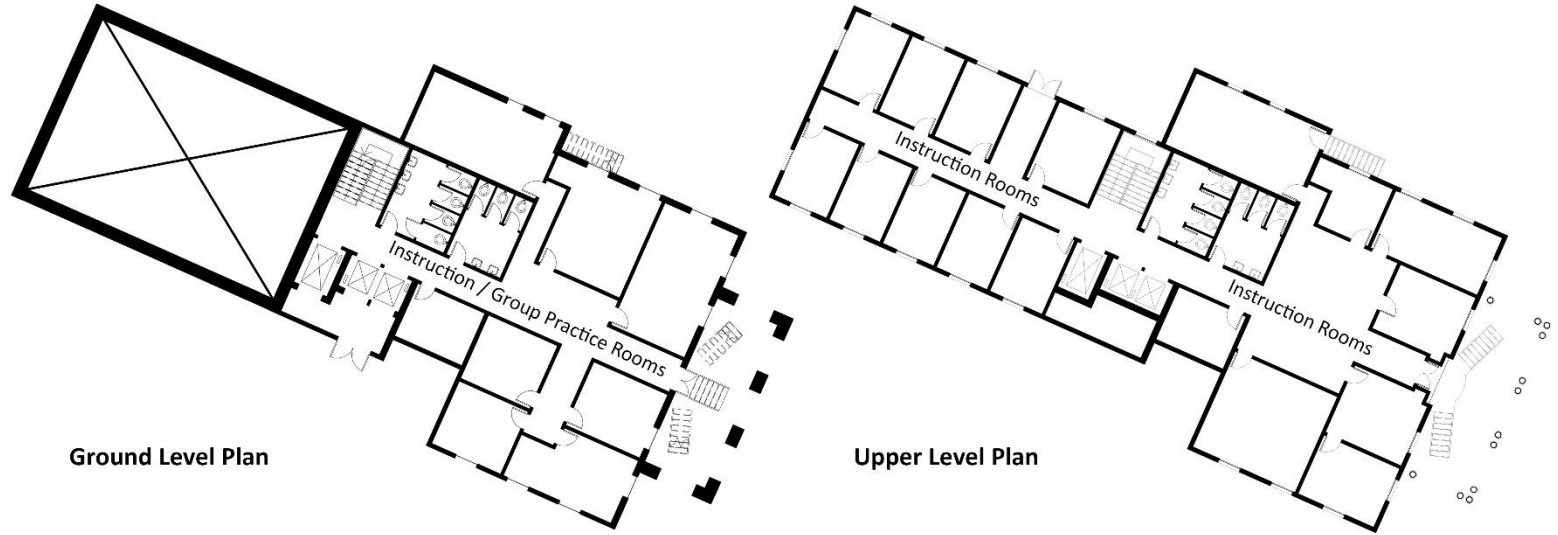 Instruction / Group Practice Rooms
Ground Level Plan
Instruction Rooms
Instruction Rooms
Upper Level Plan